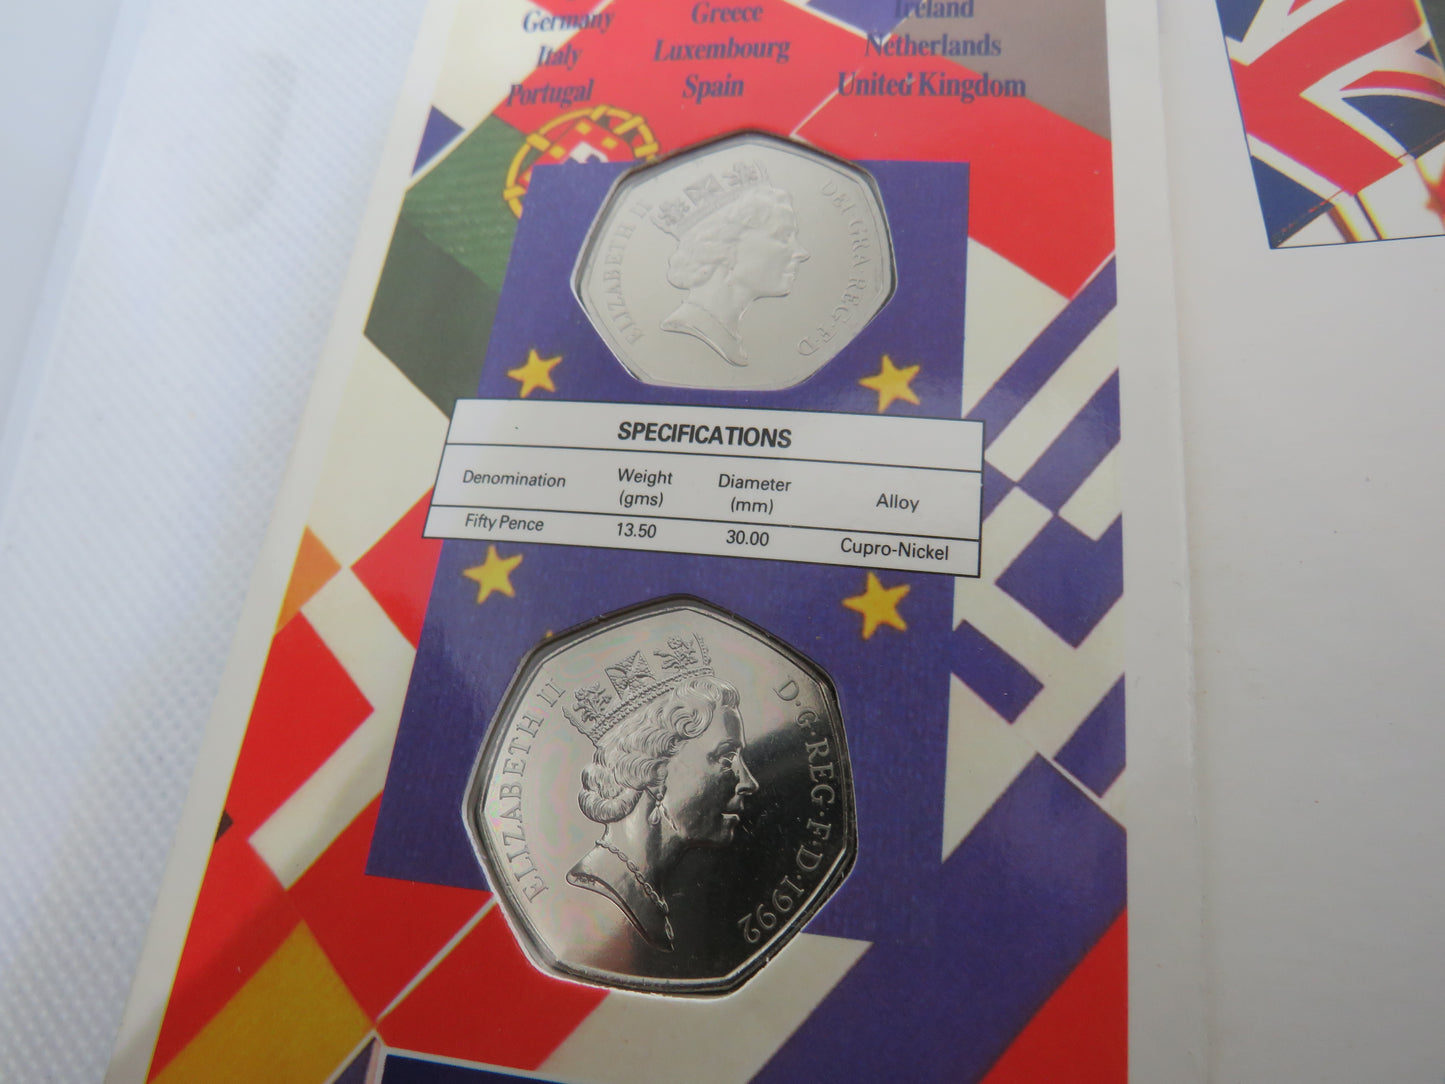 Germany Greece Ireland
Italy Luxembourg Netherlands
Portugal Spain United Kingdom
ELIZABETH II DEI GRA·REG·F·D
SPECIFICATIONS
Denomination Weight (gms) Diameter (mm) Alloy
Fifty Pence 13.50 30.00 Cupro-Nickel
ELIZABETH II D·G·REG·F·D·1992